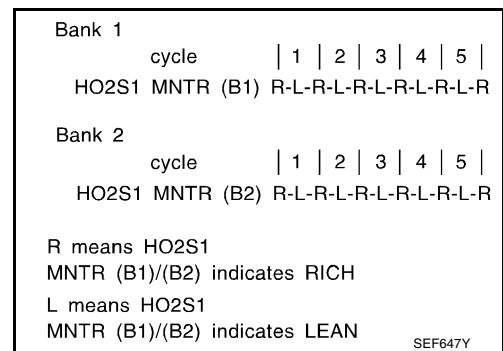 Bank 1
cycle | 1 | 2 | 3 | 4 | 5 |
HO2S1 MNTR (B1) R-L-R-L-R-L-R-L-R-L-R
Bank 2
cycle | 1 | 2 | 3 | 4 | 5 |
HO2S1 MNTR (B2) R-L-R-L-R-L-R-L-R-L-R
R means HO2S1
MNTR (B1)/(B2) indicates RICH
L means HO2S1
MNTR (B1)/(B2) indicates LEAN
SEF647Y